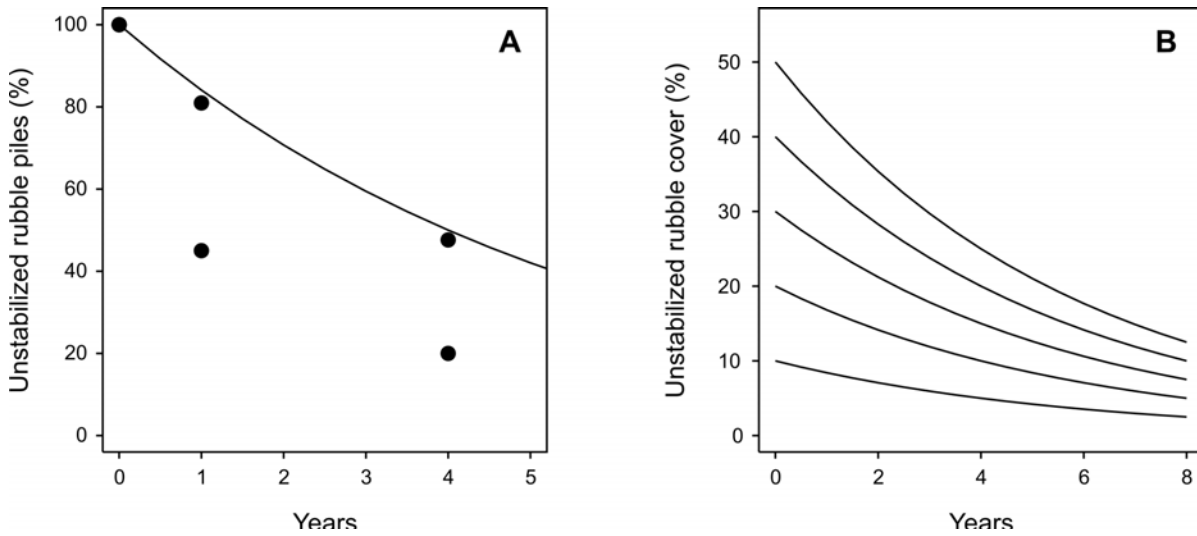 A
Unstabilized rubble piles (%)
100
80
60
40
20
0
0 1 2 3 4 5
Years
B
Unstabilized rubble cover (%)
50
40
30
20
10
0
0 2 4 6 8
Years